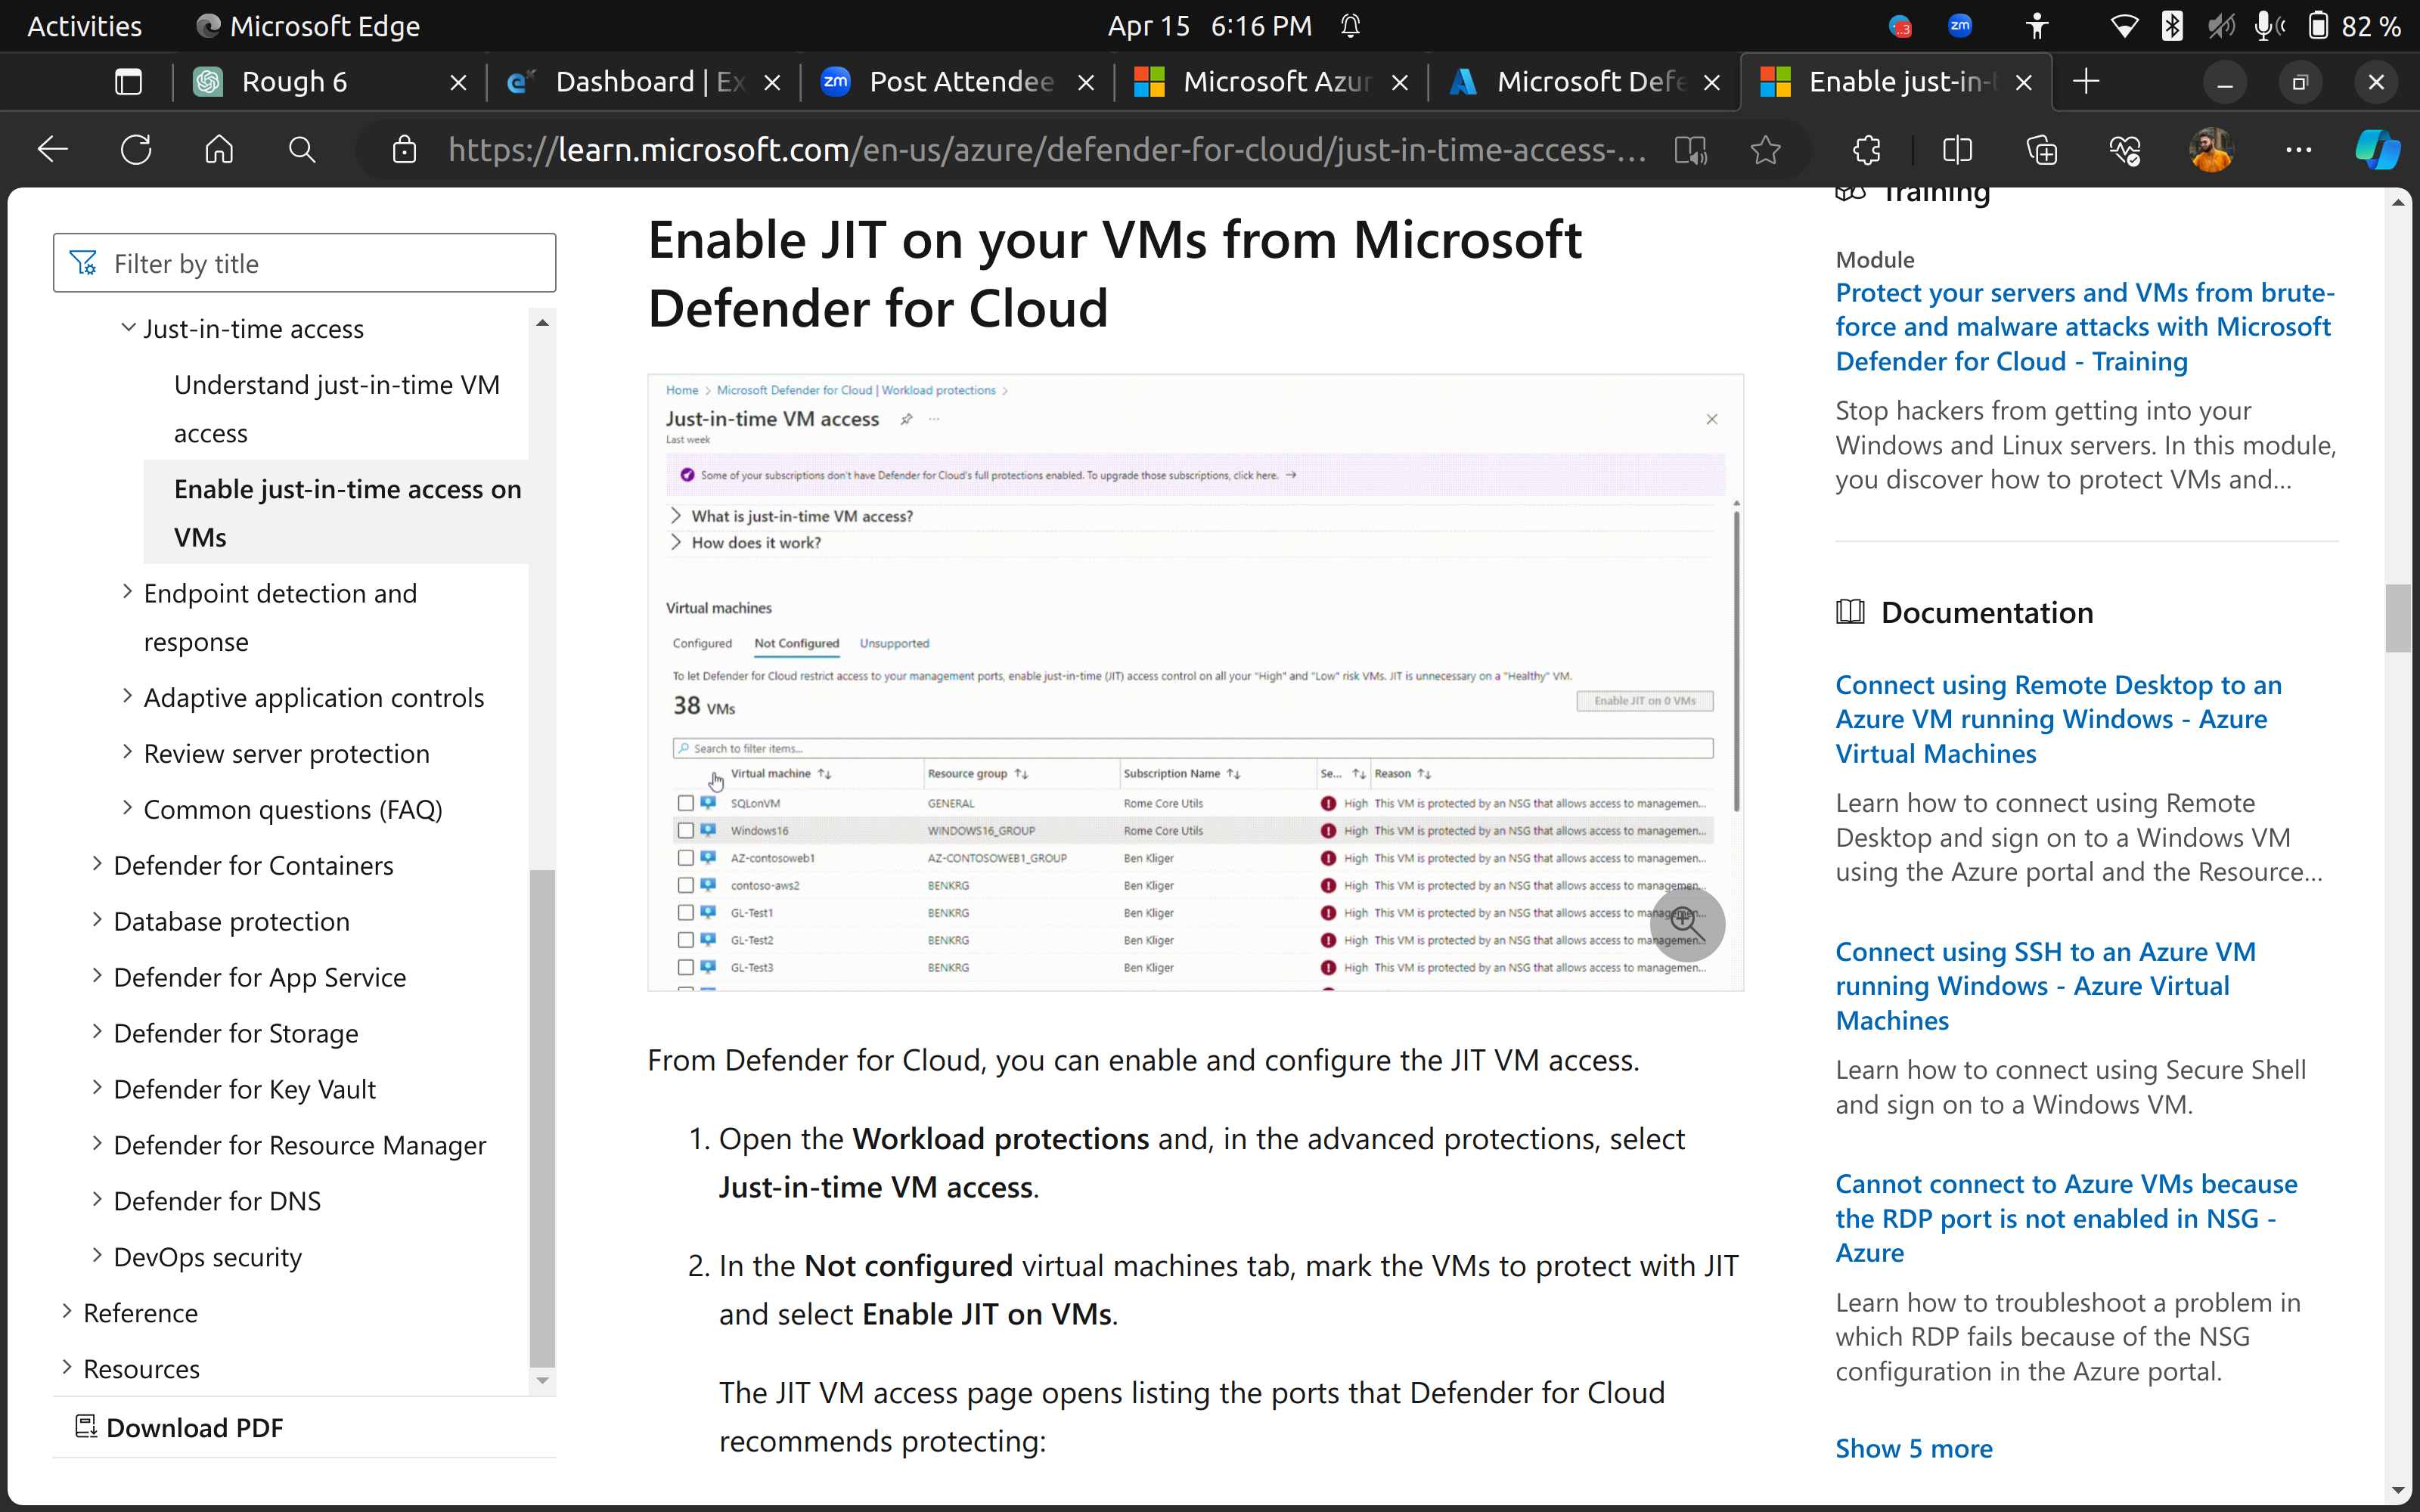 Activities
Microsoft Edge
Apr 15 6:16 PM
..3
zm
82 %
Rough 6
Dashboard | Ex
zm
Post Attendee
Microsoft Azur
Microsoft Defe
Enable just-in-t
https://learn.microsoft.com/en-us/azure/defender-for-cloud/just-in-time-access-...
Filter by title
Just-in-time access
Understand just-in-time VM
access
Enable just-in-time access on
VMs
Endpoint detection and
response
Adaptive application controls
Review server protection
Common questions (FAQ)
Defender for Containers
Database protection
Defender for App Service
Defender for Storage
Defender for Key Vault
Defender for Resource Manager
Defender for DNS
DevOps security
Reference
Resources
Download PDF
Enable JIT on your VMs from Microsoft
Defender for Cloud
Home > Microsoft Defender for Cloud | Workload protections >
Just-in-time VM access
...
Last week
Some of your subscriptions don't have Defender for Cloud's full protections enabled. To upgrade those subscriptions, click here. →
What is just-in-time VM access?
How does it work?
Virtual machines
Configured Not Configured Unsupported
To let Defender for Cloud restrict access to your management ports, enable just-in-time (JIT) access control on all your "High" and "Low" risk VMs. JIT is unnecessary on a "Healthy" VM.
38 VMs
Enable JIT on 0 VMs
Search to filter items...
Virtual machine ↑↓ Resource group ↑↓ Subscription Name ↑↓ Se... ↑↓ Reason ↑↓
SQLonVM GENERAL Rome Core Utils High This VM is protected by an NSG that allows access to managemen...
Windows16 WINDOWS16_GROUP Rome Core Utils High This VM is protected by an NSG that allows access to managemen...
AZ-contosoweb1 AZ-CONTOSOWEB1_GROUP Ben Kliger High This VM is protected by an NSG that allows access to managemen...
contoso-aws2 BENKRG Ben Kliger High This VM is protected by an NSG that allows access to managemen...
GL-Test1 BENKRG Ben Kliger High This VM is protected by an NSG that allows access to managemen...
GL-Test2 BENKRG Ben Kliger High This VM is protected by an NSG that allows access to managemen...
GL-Test3 BENKRG Ben Kliger High This VM is protected by an NSG that allows access to managemen...
From Defender for Cloud, you can enable and configure the JIT VM access.
1. Open the Workload protections and, in the advanced protections, select
Just-in-time VM access.
2. In the Not configured virtual machines tab, mark the VMs to protect with JIT
and select Enable JIT on VMs.
The JIT VM access page opens listing the ports that Defender for Cloud
recommends protecting:
Training
Module
Protect your servers and VMs from brute-
force and malware attacks with Microsoft
Defender for Cloud - Training
Stop hackers from getting into your
Windows and Linux servers. In this module,
you discover how to protect VMs and...
Documentation
Connect using Remote Desktop to an
Azure VM running Windows - Azure
Virtual Machines
Learn how to connect using Remote
Desktop and sign on to a Windows VM
using the Azure portal and the Resource...
Connect using SSH to an Azure VM
running Windows - Azure Virtual
Machines
Learn how to connect using Secure Shell
and sign on to a Windows VM.
Cannot connect to Azure VMs because
the RDP port is not enabled in NSG -
Azure
Learn how to troubleshoot a problem in
which RDP fails because of the NSG
configuration in the Azure portal.
Show 5 more